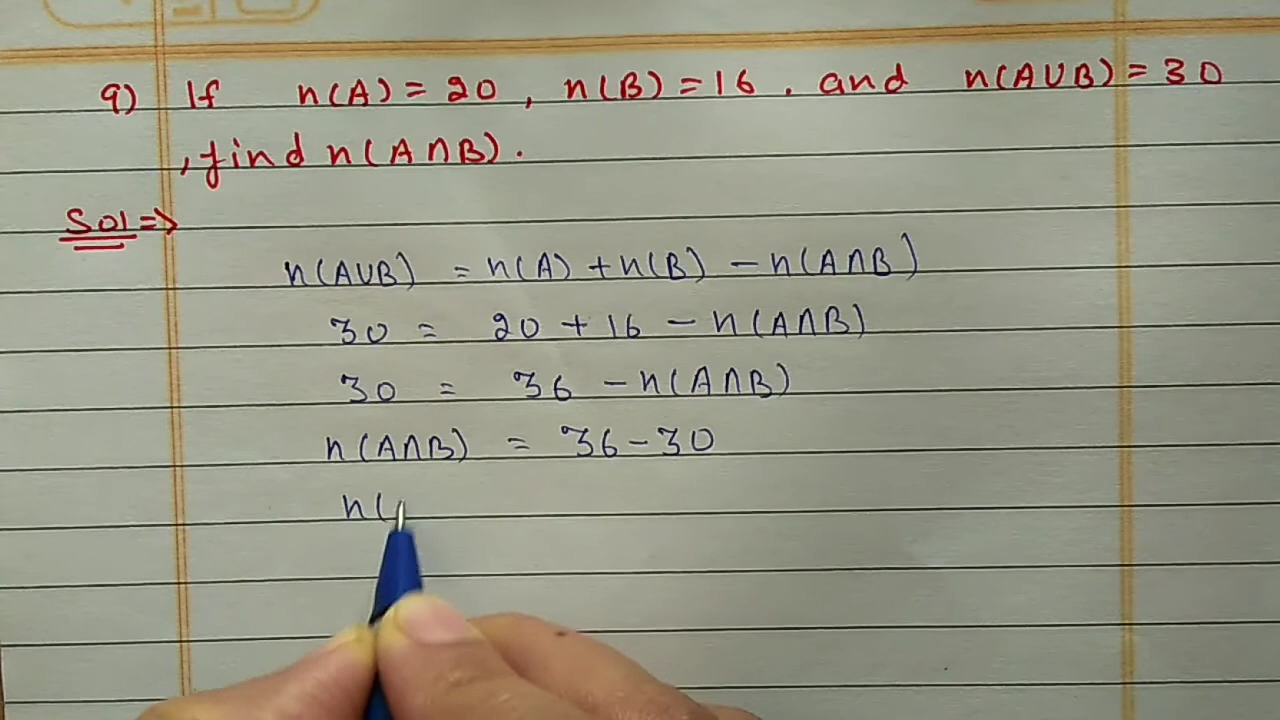 9) If n(A) = 20, n(B) = 16. and n(A∪B) = 30
, find n(A∩B).
Sol ⇒
n(A∪B) = n(A) + n(B) - n(A∩B)
30 = 20 + 16 - n(A∩B)
30 = 36 - n(A∩B)
n(A∩B) = 36 - 30
n(